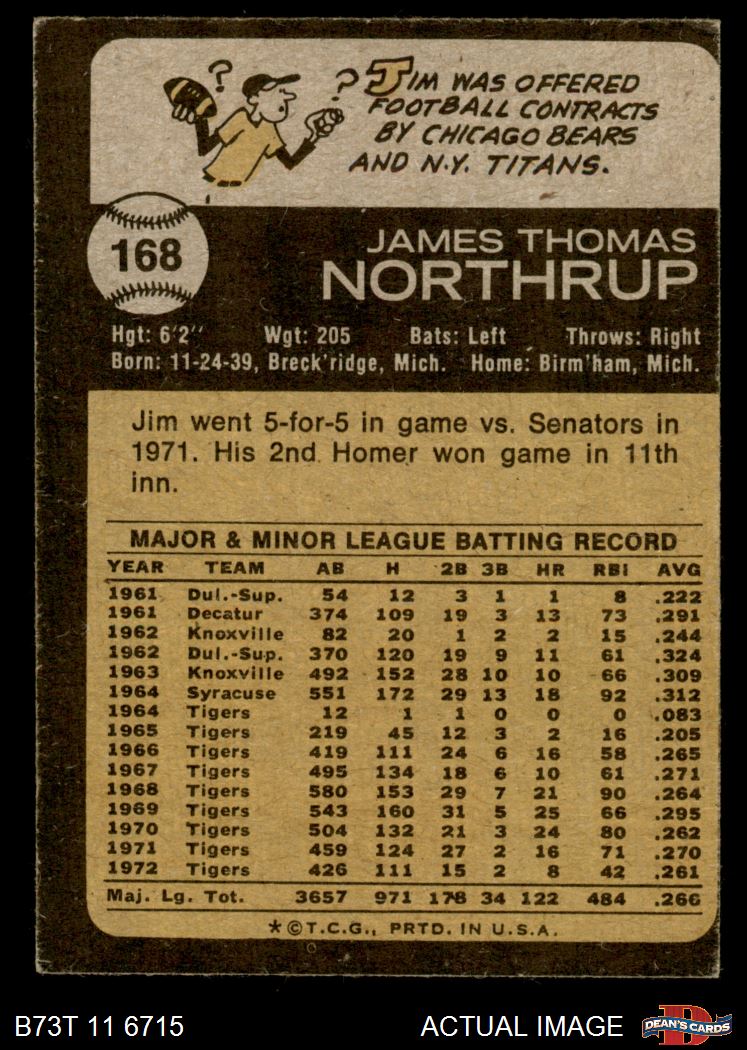 ? ? JIM WAS OFFERED
FOOTBALL CONTRACTS
BY CHICAGO BEARS
AND N.Y. TITANS.
168
JAMES THOMAS
NORTHRUP
Hgt: 6'2" Wgt: 205 Bats: Left Throws: Right
Born: 11-24-39, Breck'ridge, Mich. Home: Birm'ham, Mich.
Jim went 5-for-5 in game vs. Senators in
1971. His 2nd Homer won game in 11th
inn.
MAJOR & MINOR LEAGUE BATTING RECORD
YEAR TEAM AB H 2B 3B HR RBI AVG
1961 Dul.-Sup. 54 12 3 1 1 8 .222
1961 Decatur 374 109 19 3 13 73 .291
1962 Knoxville 82 20 1 2 2 15 .244
1962 Dul.-Sup. 370 120 19 9 11 61 .324
1963 Knoxville 492 152 28 10 10 66 .309
1964 Syracuse 551 172 29 13 18 92 .312
1964 Tigers 12 1 1 0 0 0 .083
1965 Tigers 219 45 12 3 2 16 .205
1966 Tigers 419 111 24 6 16 58 .265
1967 Tigers 495 134 18 6 10 61 .271
1968 Tigers 580 153 29 7 21 90 .264
1969 Tigers 543 160 31 5 25 66 .295
1970 Tigers 504 132 21 3 24 80 .262
1971 Tigers 459 124 27 2 16 71 .270
1972 Tigers 426 111 15 2 8 42 .261
Maj. Lg. Tot. 3657 971 178 34 122 484 .266
*©T.C.G., PRTD. IN U.S.A.
B73T 11 6715 ACTUAL IMAGE D DEAN'S CARDS